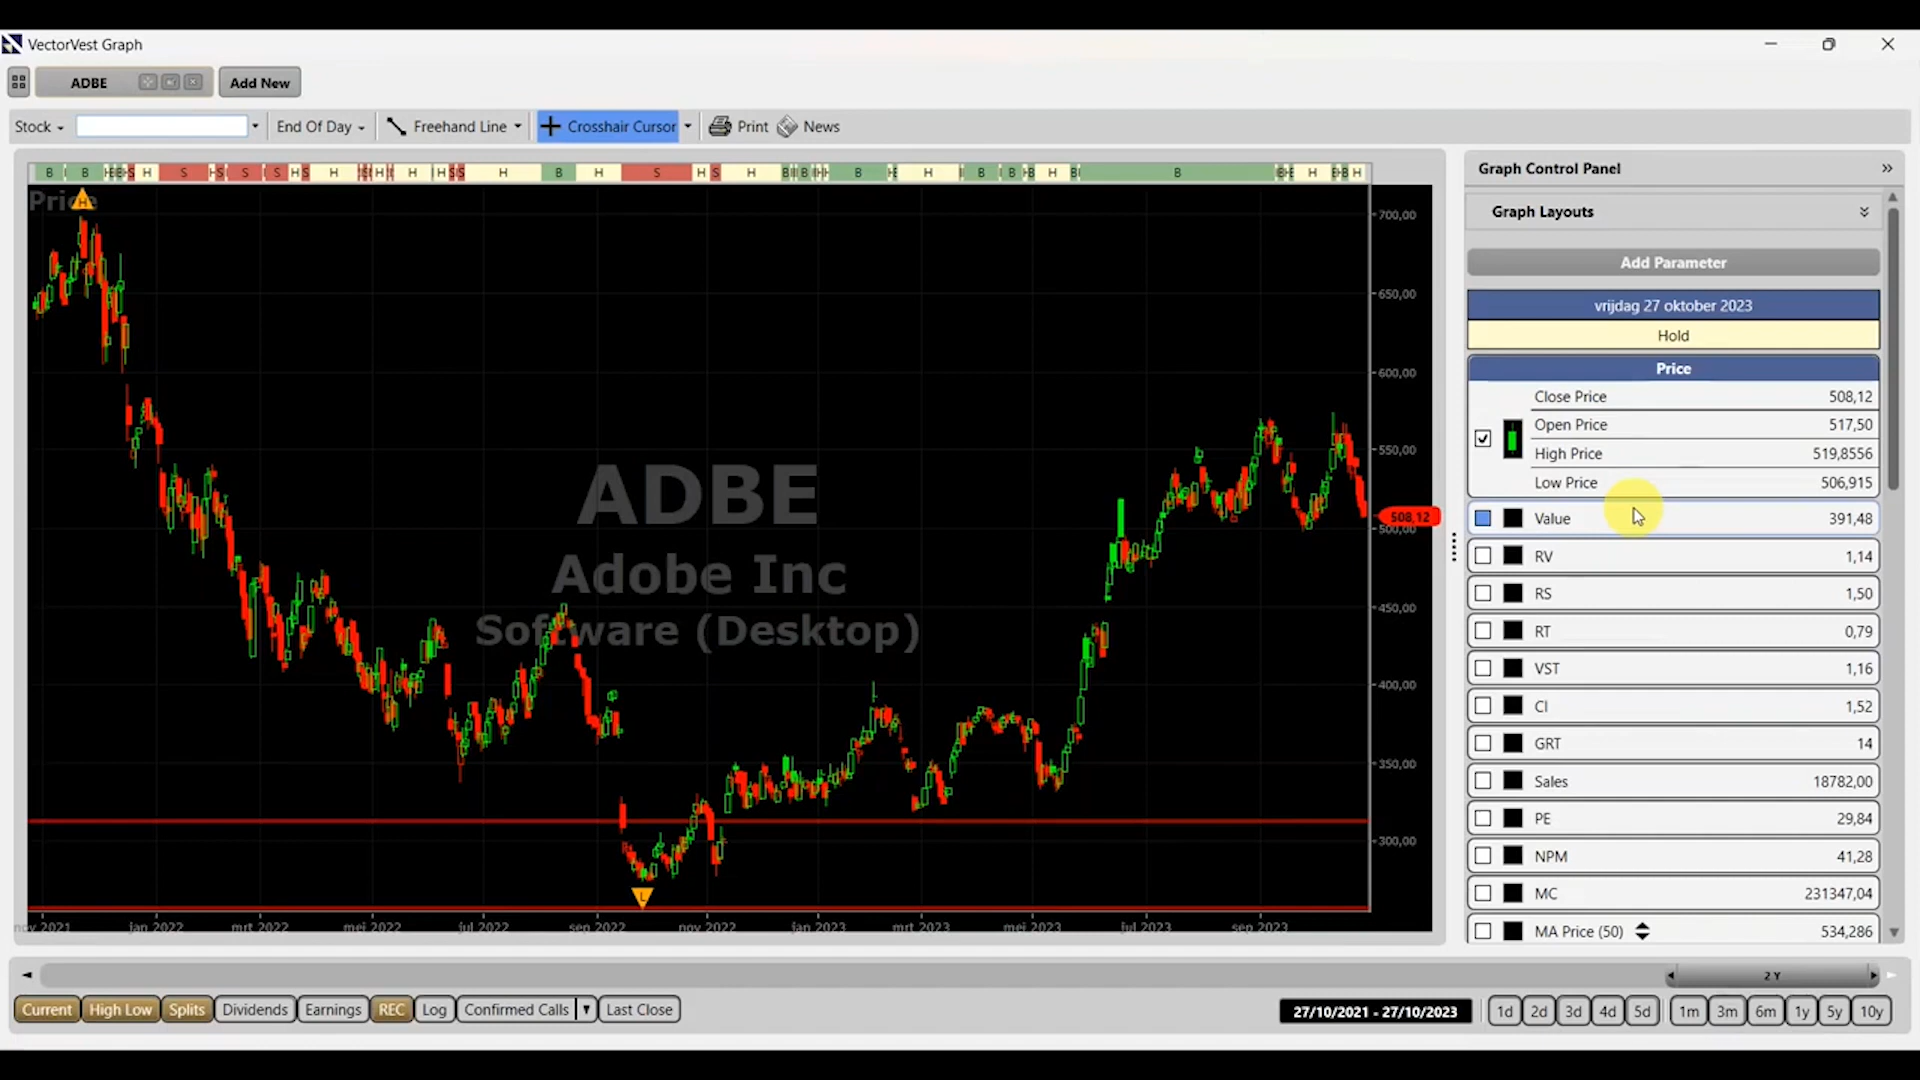 VectorVest Graph
ADBE
Add New
Stock
End Of Day
Freehand Line
Crosshair Cursor
Print
News
B B S H S H S S S H S H H H S S H B H S H S H B B B H B B B H B B H B H
Price
H
700,00
650,00
600,00
550,00
508,12
500,00
450,00
400,00
350,00
300,00
ADBE
Adobe Inc
Software (Desktop)
L
nov 2021 jan 2022 mrt 2022 mei 2022 jul 2022 sep 2022 nov 2022 jan 2023 mrt 2023 mei 2023 jul 2023 sep 2023
Graph Control Panel
Graph Layouts
Add Parameter
vrijdag 27 oktober 2023
Hold
Price
Close Price 508,12
Open Price 517,50
High Price 519,8556
Low Price 506,915
Value 391,48
RV 1,14
RS 1,50
RT 0,79
VST 1,16
CI 1,52
GRT 14
Sales 18782,00
PE 29,84
NPM 41,28
MC 231347,04
MA Price (50) 534,286
2 Y
Current High Low Splits Dividends Earnings REC Log Confirmed Calls Last Close
27/10/2021 - 27/10/2023
1d 2d 3d 4d 5d 1m 3m 6m 1y 5y 10y